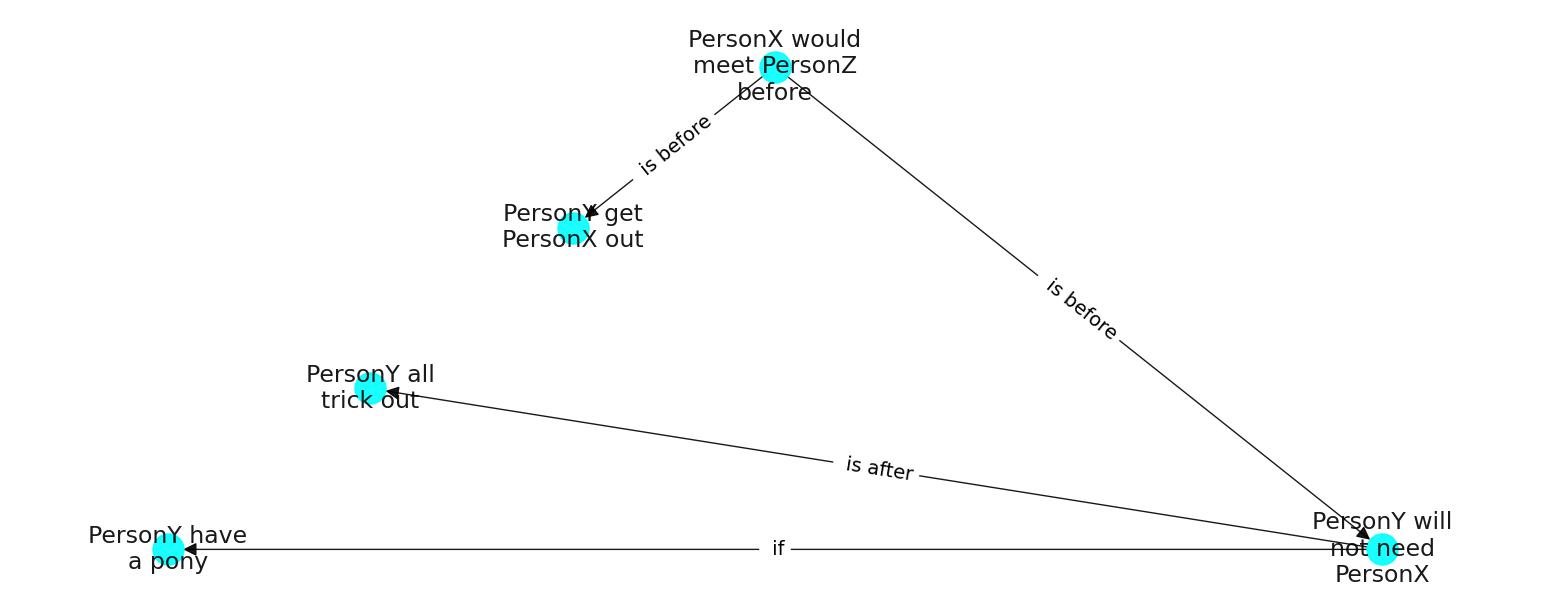 PersonX would
meet PersonZ
before
is before
PersonY get
PersonX out
is before
PersonY all
trick out
is after
PersonY have
a pony
if
PersonY will
not need
PersonX